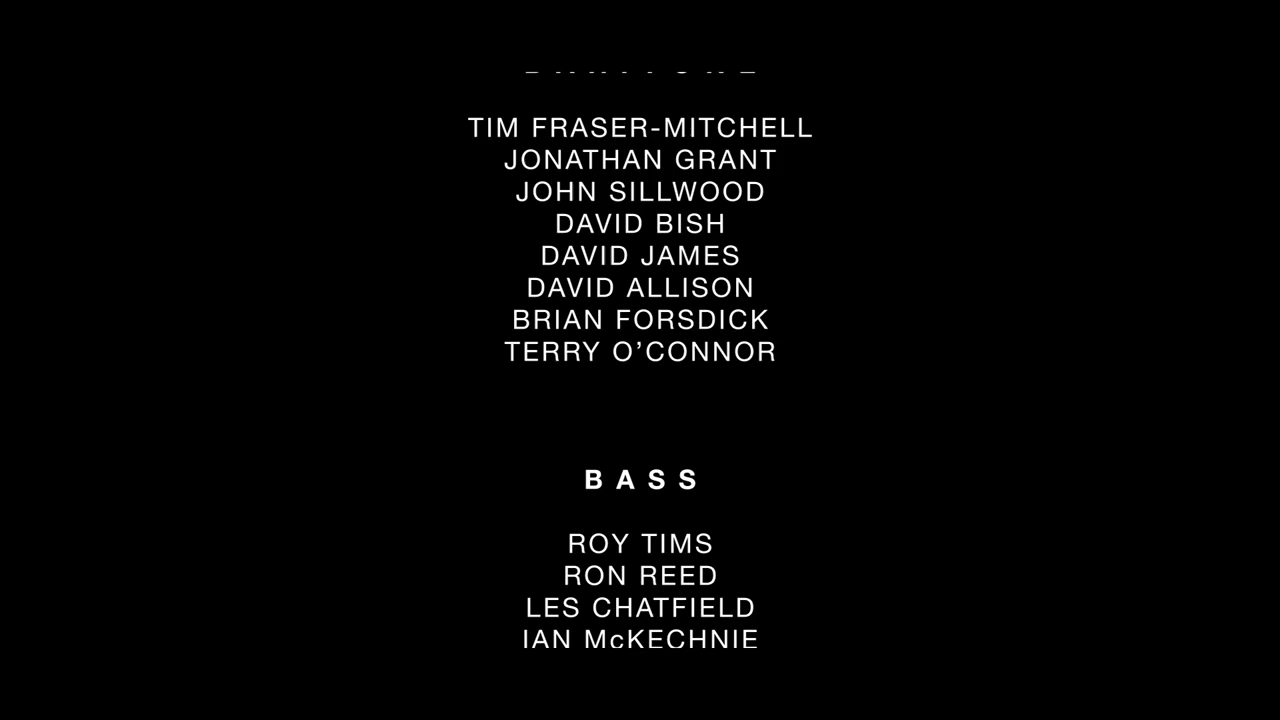 TIM FRASER-MITCHELL
JONATHAN GRANT
JOHN SILLWOOD
DAVID BISH
DAVID JAMES
DAVID ALLISON
BRIAN FORSDICK
TERRY O’CONNOR
BASS
ROY TIMS
RON REED
LES CHATFIELD
IAN McKECHNIE